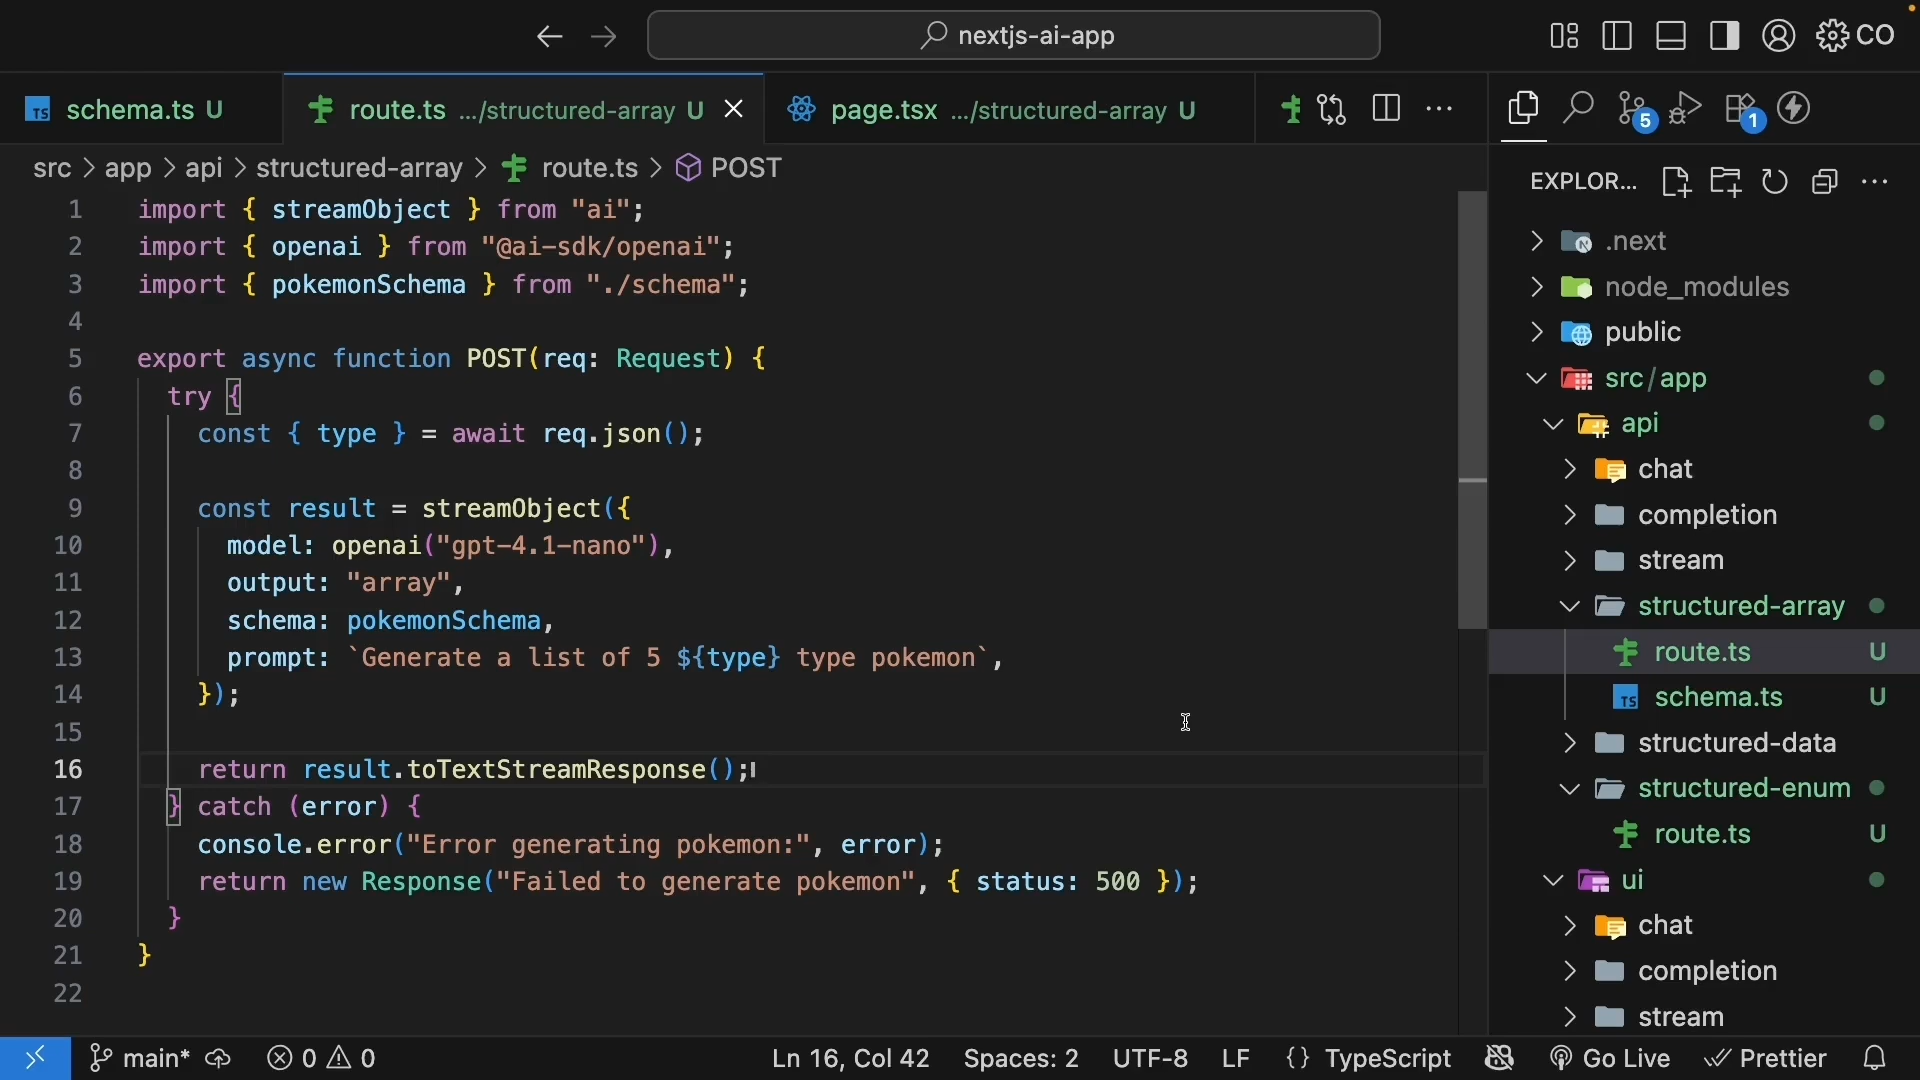 nextjs-ai-app
CO
schema.ts U
route.ts .../structured-array U
page.tsx .../structured-array U
5
1
src > app > api > structured-array > route.ts > POST
EXPLOR...
1 import { streamObject } from "ai";
2 import { openai } from "@ai-sdk/openai";
3 import { pokemonSchema } from "./schema";
4
5 export async function POST(req: Request) {
6 try {
7 const { type } = await req.json();
8
9 const result = streamObject({
10 model: openai("gpt-4.1-nano"),
11 output: "array",
12 schema: pokemonSchema,
13 prompt: `Generate a list of 5 ${type} type pokemon`,
14 });
15
16 return result.toTextStreamResponse();
17 } catch (error) {
18 console.error("Error generating pokemon:", error);
19 return new Response("Failed to generate pokemon", { status: 500 });
20 }
21 }
22
.next
node_modules
public
src/app
api
chat
completion
stream
structured-array
route.ts U
schema.ts U
structured-data
structured-enum
route.ts U
ui
chat
completion
stream
main* 0 0 Ln 16, Col 42 Spaces: 2 UTF-8 LF {} TypeScript Go Live Prettier